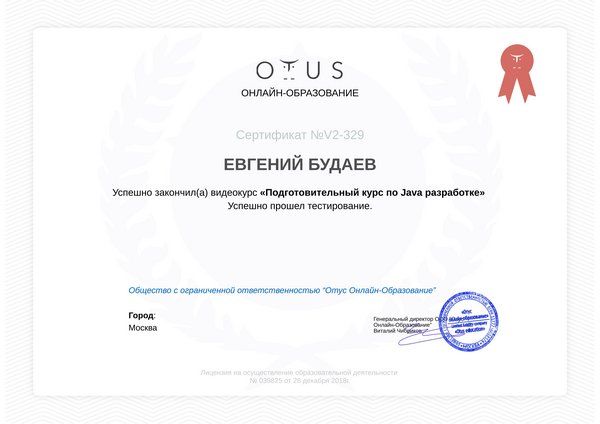 OTUS
ОНЛАЙН-ОБРАЗОВАНИЕ
Сертификат №V2-329
ЕВГЕНИЙ БУДАЕВ
Успешно закончил(а) видеокурс «Подготовительный курс по Java разработке»
Успешно прошел тестирование.
Общество с ограниченной ответственностью “Отус Онлайн-Образование”
Город:
Москва
Генеральный директор ООО
Онлайн-Образование”
Виталий Чибриков
Лицензия на осуществление образовательной деятельности
№ 039825 от 28 декабря 2018г.